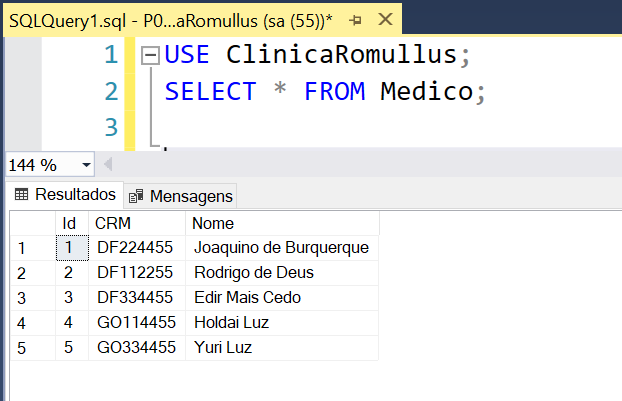 SQLQuery1.sql - P0...aRomullus (sa (55))*
1 USE ClinicaRomullus;
2 SELECT * FROM Medico;
3
144 %
Resultados Mensagens
Id CRM Nome
1 1 DF224455 Joaquino de Burquerque
2 2 DF112255 Rodrigo de Deus
3 3 DF334455 Edir Mais Cedo
4 4 GO114455 Holdai Luz
5 5 GO334455 Yuri Luz